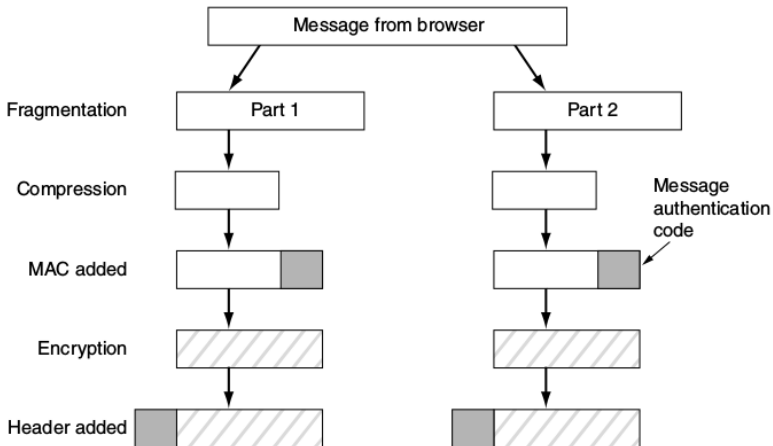 Message from browser
Fragmentation
Part 1
Part 2
Compression
Message
authentication
code
MAC added
Encryption
Header added